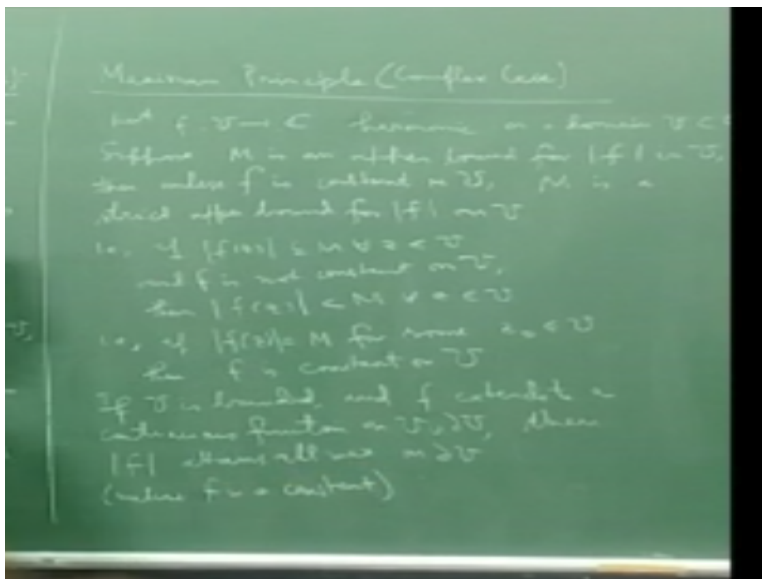 Maximum Principle (Complex Case)
Let f: U → C harmonic on a domain U ⊂ C
Suppose M is an upper bound for |f| on U,
then unless f is constant on U, M is a
strict upper bound for |f| on U
i.e., if |f(z)| ≤ M ∀ z ∈ U
and f is not constant on U,
then |f(z)| < M ∀ z ∈ U
i.e., if |f(z)| = M for some z₀ ∈ U
then f is constant on U
If U is bounded, and f extends to a
continuous function on U ∪ ∂U, then
|f| attains its max on ∂U
(unless f is a constant)